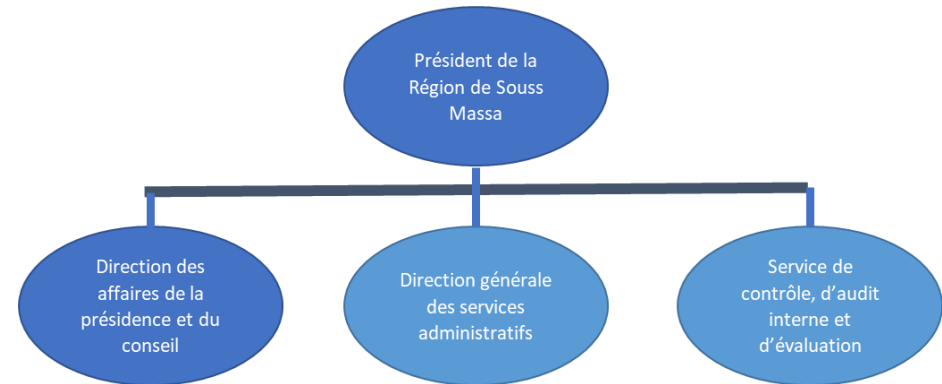 Président de la
Région de Souss
Massa
Direction des
affaires de la
présidence et du
conseil
Direction générale
des services
administratifs
Service de
contrôle, d’audit
interne et
d’évaluation